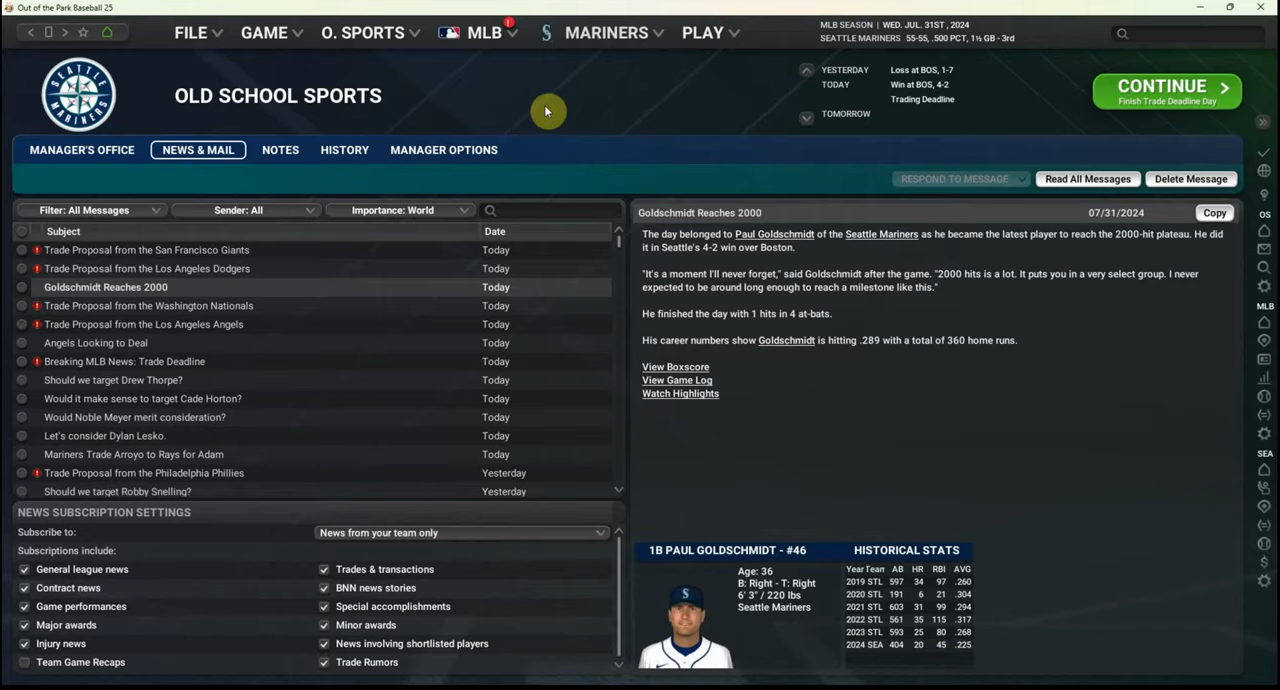 Out of the Park Baseball 25
FILE GAME O. SPORTS MLB MARINERS PLAY
MLB SEASON | WED. JUL. 31ST , 2024
SEATTLE MARINERS 55-55, .500 PCT, 1½ GB - 3rd
OLD SCHOOL SPORTS
YESTERDAY Loss at BOS, 1-7
TODAY Win at BOS, 4-2
Trading Deadline
TOMORROW
CONTINUE
Finish Trade Deadline Day
MANAGER'S OFFICE NEWS & MAIL NOTES HISTORY MANAGER OPTIONS
RESPOND TO MESSAGE Read All Messages Delete Message
Filter: All Messages Sender: All Importance: World
Subject Date
Trade Proposal from the San Francisco Giants Today
Trade Proposal from the Los Angeles Dodgers Today
Goldschmidt Reaches 2000 Today
Trade Proposal from the Washington Nationals Today
Trade Proposal from the Los Angeles Angels Today
Angels Looking to Deal Today
Breaking MLB News: Trade Deadline Today
Should we target Drew Thorpe? Today
Would it make sense to target Cade Horton? Today
Would Noble Meyer merit consideration? Today
Let's consider Dylan Lesko. Today
Mariners Trade Arroyo to Rays for Adam Today
Trade Proposal from the Philadelphia Phillies Yesterday
Should we target Robby Snelling? Yesterday
NEWS SUBSCRIPTION SETTINGS
Subscribe to: News from your team only
Subscriptions include:
General league news Trades & transactions
Contract news BNN news stories
Game performances Special accomplishments
Major awards Minor awards
Injury news News involving shortlisted players
Team Game Recaps Trade Rumors
Goldschmidt Reaches 2000 07/31/2024 Copy
The day belonged to Paul Goldschmidt of the Seattle Mariners as he became the latest player to reach the 2000-hit plateau. He did
it in Seattle's 4-2 win over Boston.
"It's a moment I'll never forget," said Goldschmidt after the game. "2000 hits is a lot. It puts you in a very select group. I never
expected to be around long enough to reach a milestone like this."
He finished the day with 1 hits in 4 at-bats.
His career numbers show Goldschmidt is hitting .289 with a total of 360 home runs.
View Boxscore
View Game Log
Watch Highlights
1B PAUL GOLDSCHMIDT - #46
Age: 36
B: Right - T: Right
6' 3" / 220 lbs
Seattle Mariners
HISTORICAL STATS
Year Team AB HR RBI AVG
2019 STL 597 34 97 .260
2020 STL 191 6 21 .304
2021 STL 603 31 99 .294
2022 STL 561 35 115 .317
2023 STL 593 25 80 .268
2024 SEA 404 20 45 .225
OS
MLB
SEA